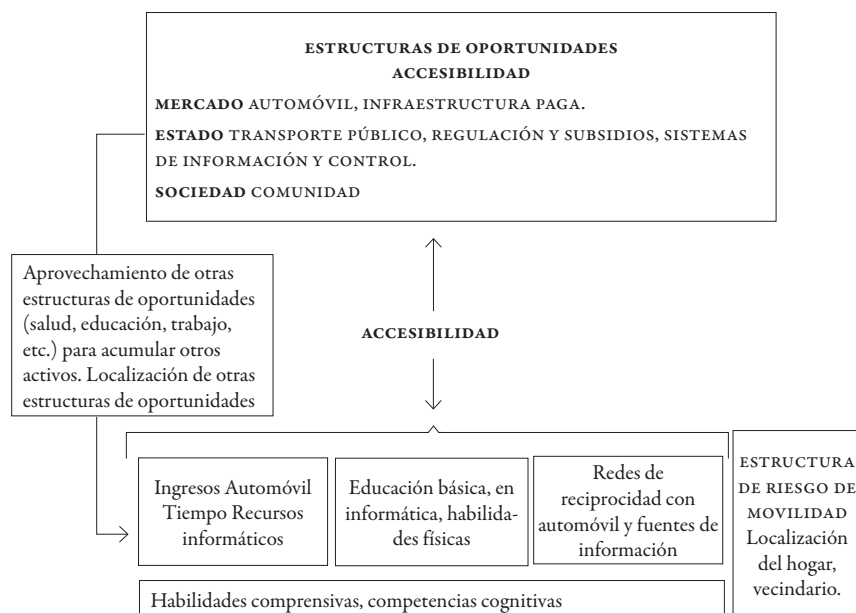 ESTRUCTURAS DE OPORTUNIDADES
ACCESIBILIDAD
MERCADO AUTOMÓVIL, INFRAESTRUCTURA PAGA.
ESTADO TRANSPORTE PÚBLICO, REGULACIÓN Y SUBSIDIOS, SISTEMAS
DE INFORMACIÓN Y CONTROL.
SOCIEDAD COMUNIDAD
Aprovechamiento de otras
estructuras de oportunidades
(salud, educación, trabajo,
etc.) para acumular otros
activos. Localización de otras
estructuras de oportunidades
ACCESIBILIDAD
Ingresos Automóvil
Tiempo Recursos
informáticos
Educación básica, en
informática, habilida-
des físicas
Redes de
reciprocidad con
automóvil y fuentes de
información
ESTRUCTURA
DE RIESGO DE
MOVILIDAD
Localización
del hogar,
vecindario.
Habilidades comprensivas, competencias cognitivas